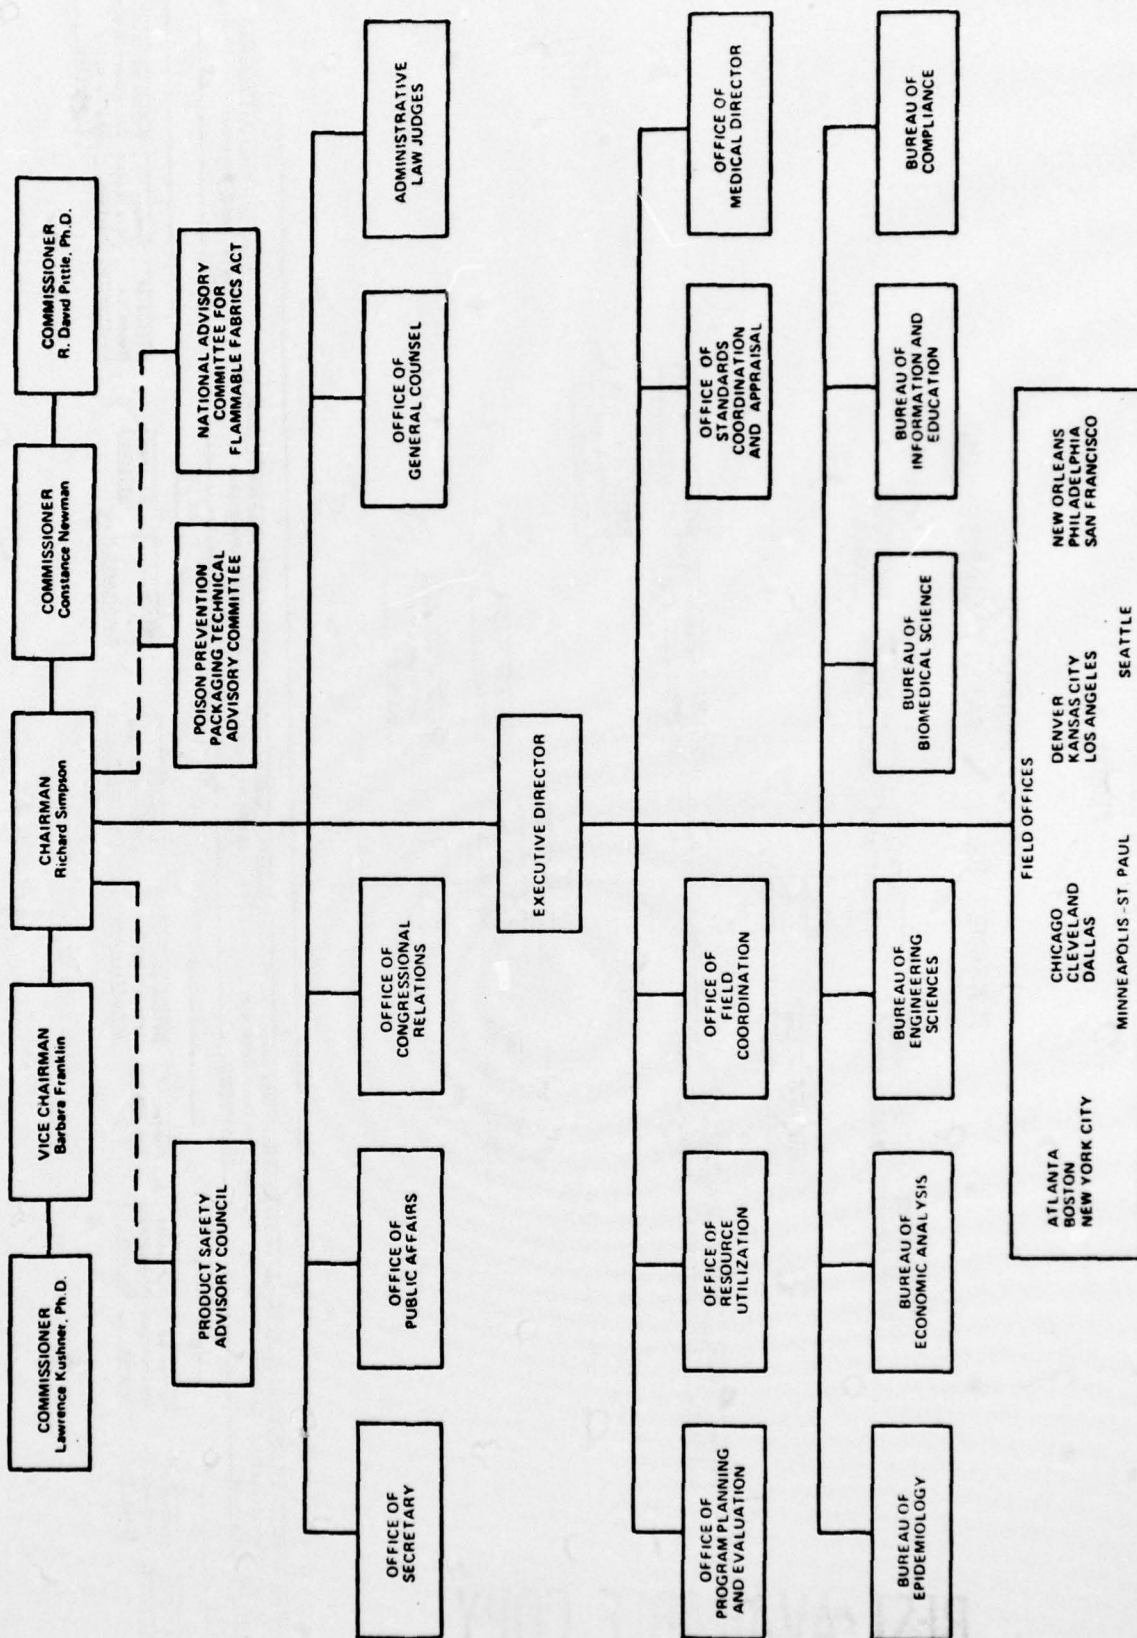 COMMISSIONER
Lawrence Kushner, Ph.D.
VICE CHAIRMAN
Barbara Franklin
CHAIRMAN
Richard Simpson
COMMISSIONER
Constance Newman
COMMISSIONER
R. David Pittle, Ph.D.
PRODUCT SAFETY
ADVISORY COUNCIL
POISON PREVENTION
PACKAGING TECHNICAL
ADVISORY COMMITTEE
NATIONAL ADVISORY
COMMITTEE FOR
FLAMMABLE FABRICS ACT
OFFICE OF
SECRETARY
OFFICE OF
PUBLIC AFFAIRS
OFFICE OF
CONGRESSIONAL
RELATIONS
OFFICE OF
GENERAL COUNSEL
ADMINISTRATIVE
LAW JUDGES
EXECUTIVE DIRECTOR
OFFICE OF
PROGRAM PLANNING
AND EVALUATION
OFFICE OF
RESOURCE
UTILIZATION
OFFICE OF
FIELD
COORDINATION
OFFICE OF
STANDARDS
COORDINATION
AND APPRAISAL
OFFICE OF
MEDICAL DIRECTOR
BUREAU OF
EPIDEMIOLOGY
BUREAU OF
ECONOMIC ANALYSIS
BUREAU OF
ENGINEERING
SCIENCES
BUREAU OF
BIOMEDICAL SCIENCE
BUREAU OF
INFORMATION AND
EDUCATION
BUREAU OF
COMPLIANCE
FIELD OFFICES
ATLANTA
BOSTON
NEW YORK CITY
CHICAGO
CLEVELAND
DALLAS
DENVER
KANSAS CITY
LOS ANGELES
NEW ORLEANS
PHILADELPHIA
SAN FRANCISCO
MINNEAPOLIS-ST. PAUL
SEATTLE